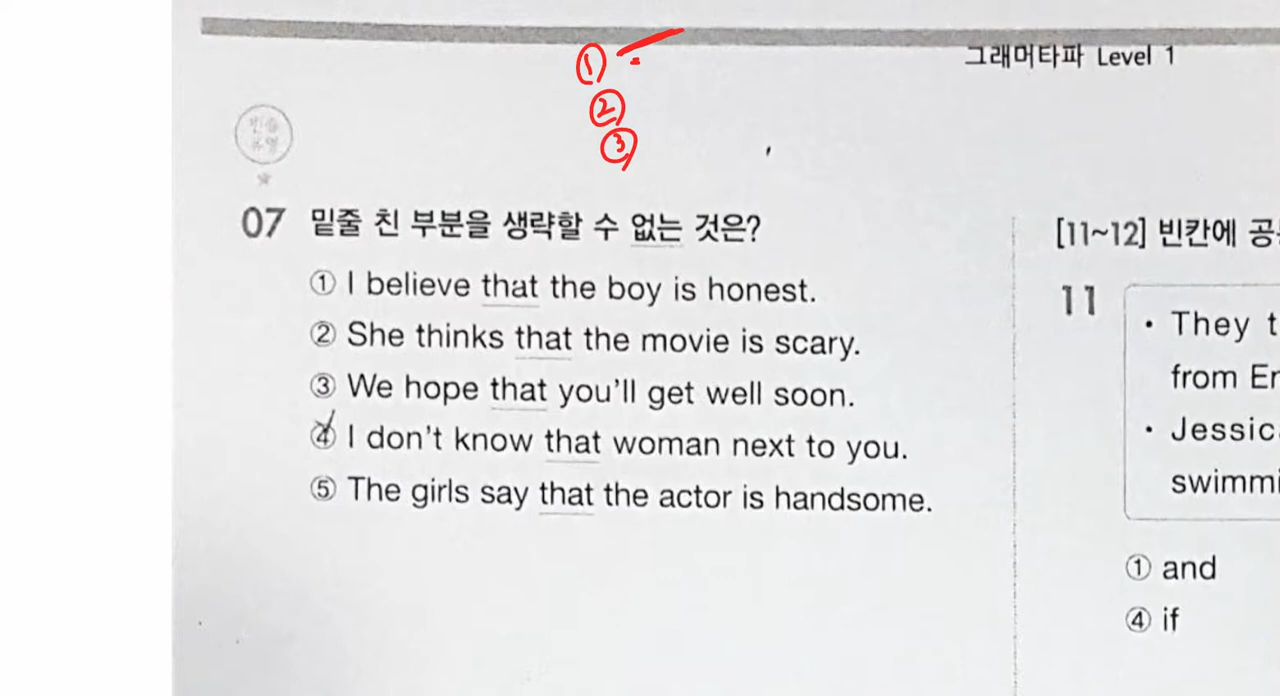 ①
②
③
그래머타파 Level 1
빈출
유형
07 밑줄 친 부분을 생략할 수 없는 것은?
① I believe that the boy is honest.
② She thinks that the movie is scary.
③ We hope that you'll get well soon.
④ I don't know that woman next to you.
⑤ The girls say that the actor is handsome.
[11~12] 빈칸에
11
• They
from
•
① and
④ if